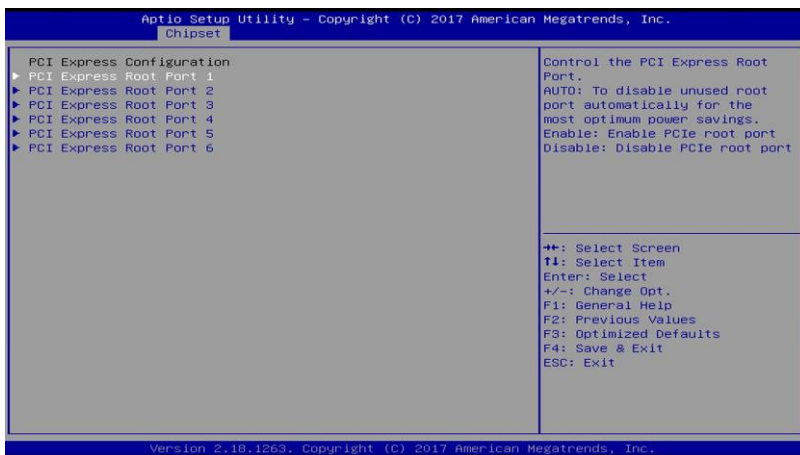 Aptio Setup Utility – Copyright (C) 2017 American Megatrends, Inc.
Chipset
PCI Express Configuration
PCI Express Root Port 1
PCI Express Root Port 2
PCI Express Root Port 3
PCI Express Root Port 4
PCI Express Root Port 5
PCI Express Root Port 6
Control the PCI Express Root
Port.
AUTO: To disable unused root
port automatically for the
most optimum power savings.
Enable: Enable PCIe root port
Disable: Disable PCIe root port
→←: Select Screen
↑↓: Select Item
Enter: Select
+/-: Change Opt.
F1: General Help
F2: Previous Values
F3: Optimized Defaults
F4: Save & Exit
ESC: Exit
Version 2.18.1263. Copyright (C) 2017 American Megatrends, Inc.